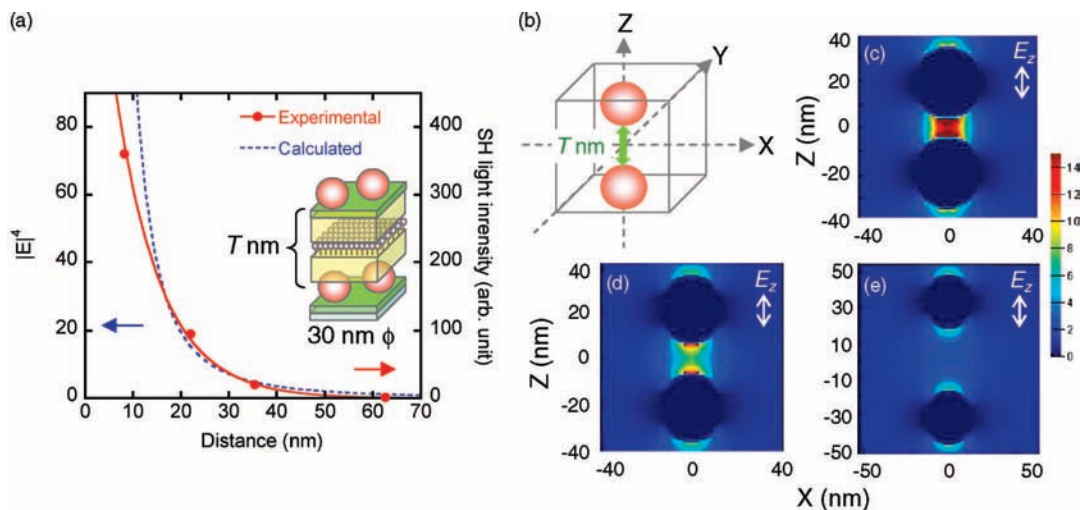 (a)
80
60
40
20
0
|E|⁴
0 10 20 30 40 50 60 70
Distance (nm)
400
300
200
100
0
SH light inrensity (arb. unit)
Experimental
Calculated
T nm
30 nm ϕ
(b)
Z
Y
X
T nm
(c)
E_z
40
20
0
-20
-40
Z (nm)
-40 0 40
14
12
10
8
6
4
2
0
(d)
E_z
40
20
0
-20
-40
Z (nm)
-40 0 40
(e)
E_z
50
30
10
-10
-30
-50
-50 0 50
X (nm)